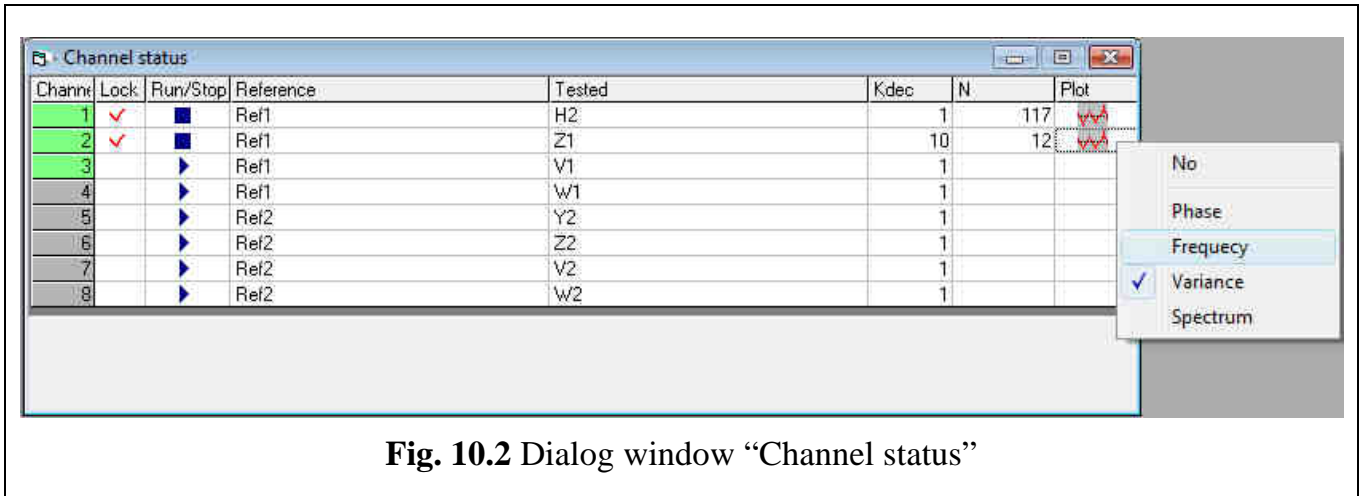 Channel status
Channe Lock Run/Stop Reference Tested Kdec N Plot
1 Ref1 H2 1 117
2 Ref1 Z1 10 12
3 Ref1 V1 1
4 Ref1 W1 1
5 Ref2 Y2 1
6 Ref2 Z2 1
7 Ref2 V2 1
8 Ref2 W2 1
No
Phase
Frequecy
Variance
Spectrum
Fig. 10.2 Dialog window “Channel status”